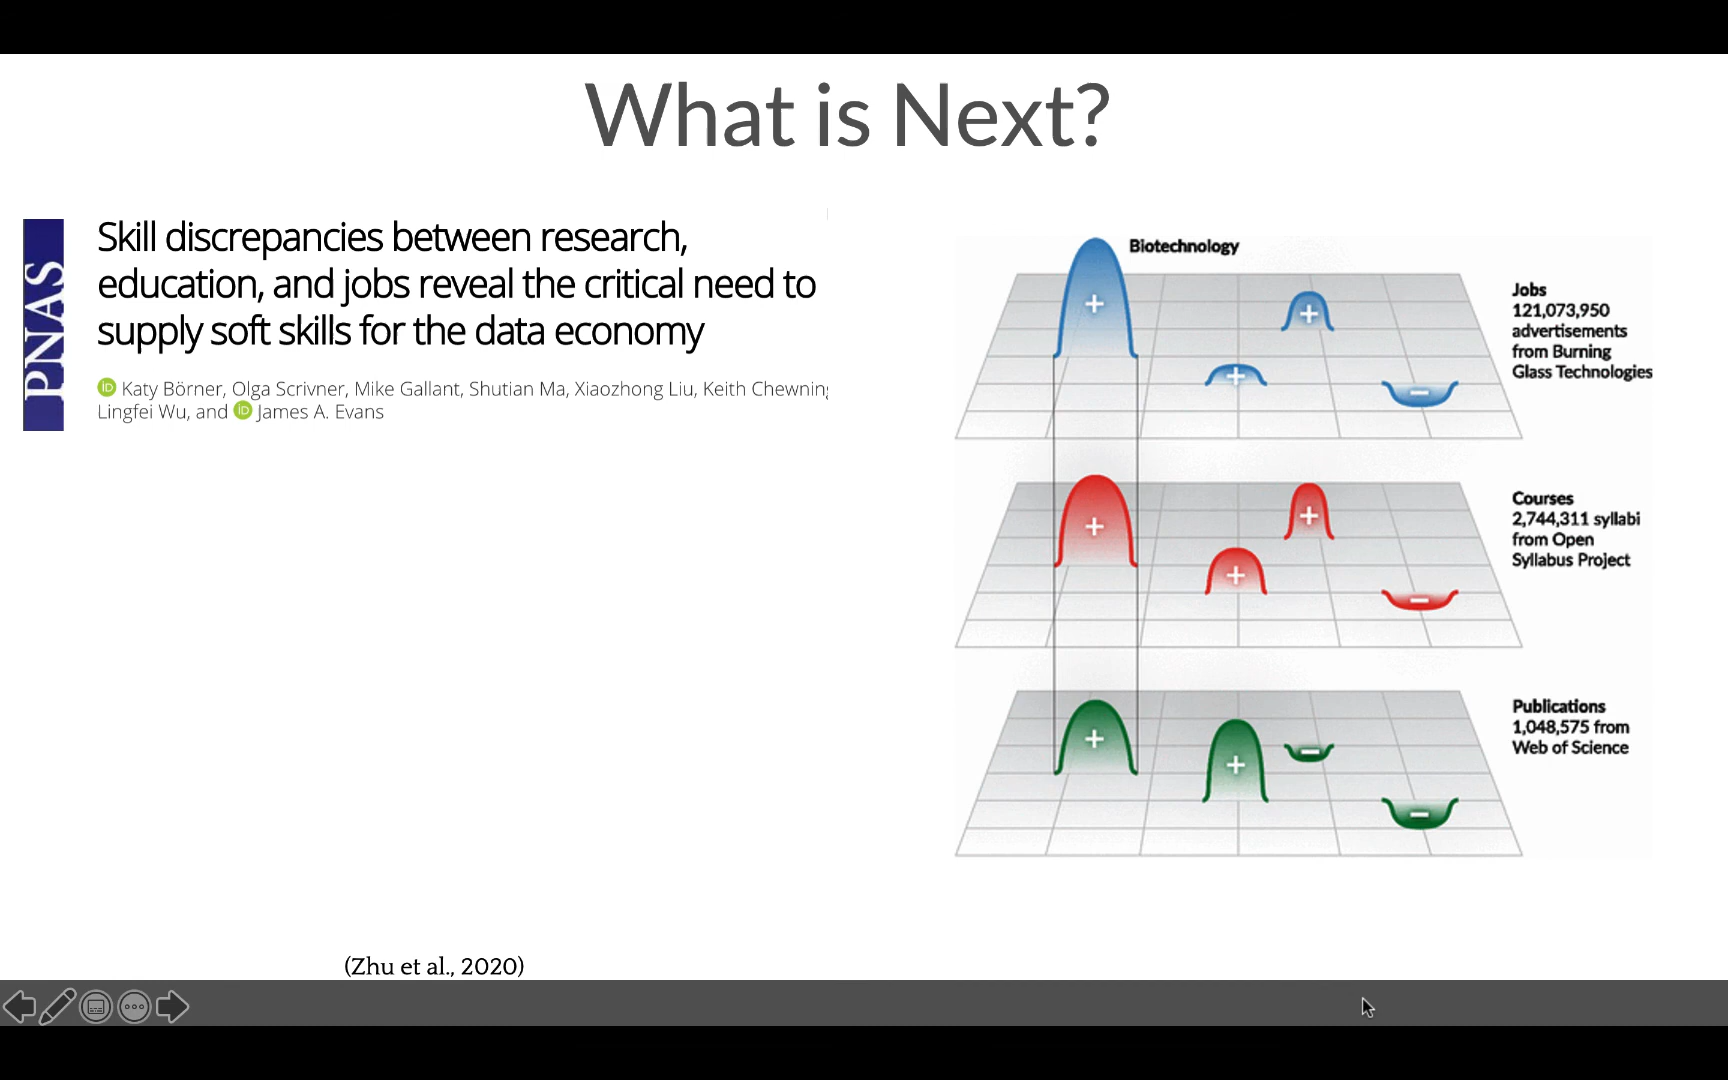 What is Next?
PNAS
Skill discrepancies between research,
education, and jobs reveal the critical need to
supply soft skills for the data economy
iD Katy Börner, Olga Scrivner, Mike Gallant, Shutian Ma, Xiaozhong Liu, Keith Chewning
Lingfei Wu, and iD James A. Evans
Biotechnology
+
+
+
−
Jobs
121,073,950
advertisements
from Burning
Glass Technologies
+
+
+
−
Courses
2,744,311 syllabi
from Open
Syllabus Project
+
+
−
−
Publications
1,048,575 from
Web of Science
(Zhu et al., 2020)